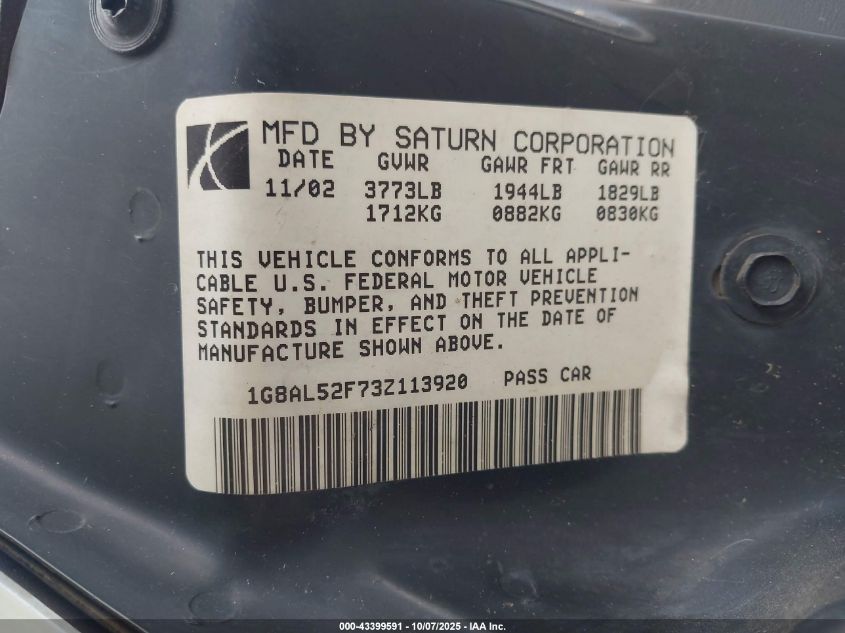 MFD BY SATURN CORPORATION
DATE GVWR GAWR FRT GAWR RR
11/02 3773LB 1944LB 1829LB
1712KG 0882KG 0830KG
THIS VEHICLE CONFORMS TO ALL APPLI-
CABLE U.S. FEDERAL MOTOR VEHICLE
SAFETY, BUMPER, AND THEFT PREVENTION
STANDARDS IN EFFECT ON THE DATE OF
MANUFACTURE SHOWN ABOVE.
1G8AL52F73Z113920 PASS CAR
000-43399591 - 10/07/2025 - IAA Inc.